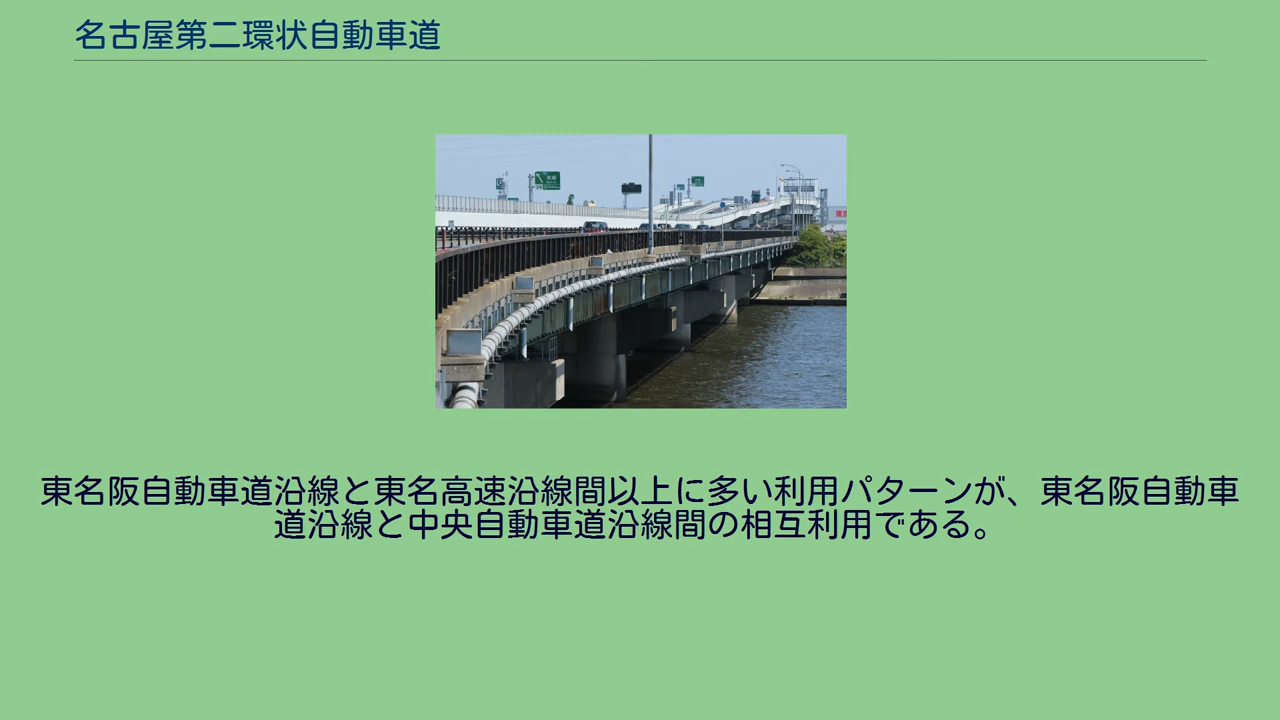 名古屋第二環状自動車道
東名阪自動車道沿線と東名高速沿線間以上に多い利用パターンが、東名阪自動車
道沿線と中央自動車道沿線間の相互利用である。